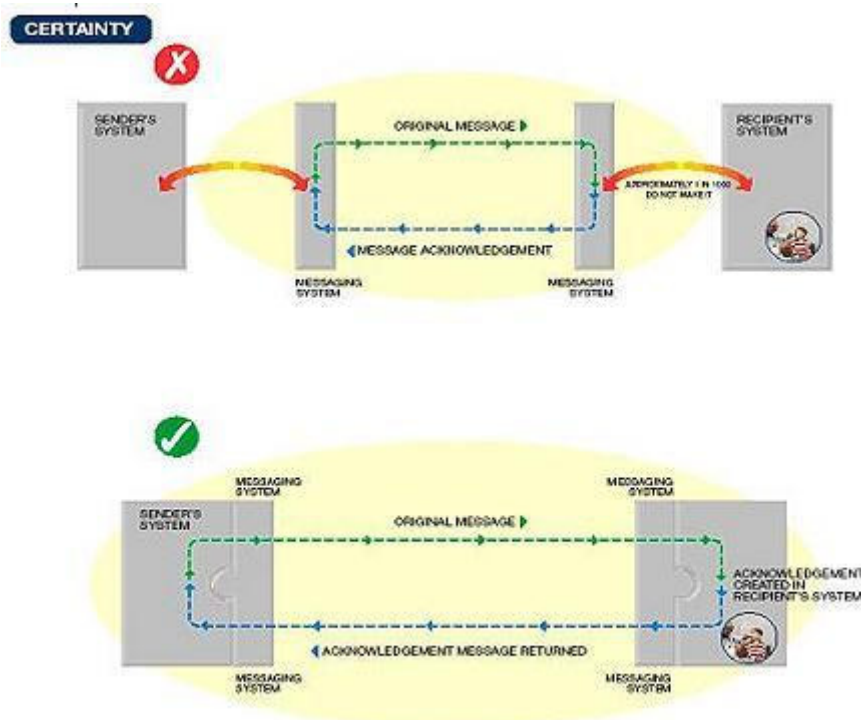 CERTAINTY
SENDER'S
SYSTEM
ORIGINAL MESSAGE
RECIPIENT'S
SYSTEM
APPROXIMATELY 1 IN 1000
DO NOT MAKE IT
MESSAGE ACKNOWLEDGEMENT
MESSAGING
SYSTEM
MESSAGING
SYSTEM
MESSAGING
SYSTEM
MESSAGING
SYSTEM
SENDER'S
SYSTEM
ORIGINAL MESSAGE
ACKNOWLEDGEMENT
CREATED IN
RECIPIENT'S SYSTEM
ACKNOWLEDGEMENT MESSAGE RETURNED
MESSAGING
SYSTEM
MESSAGING
SYSTEM